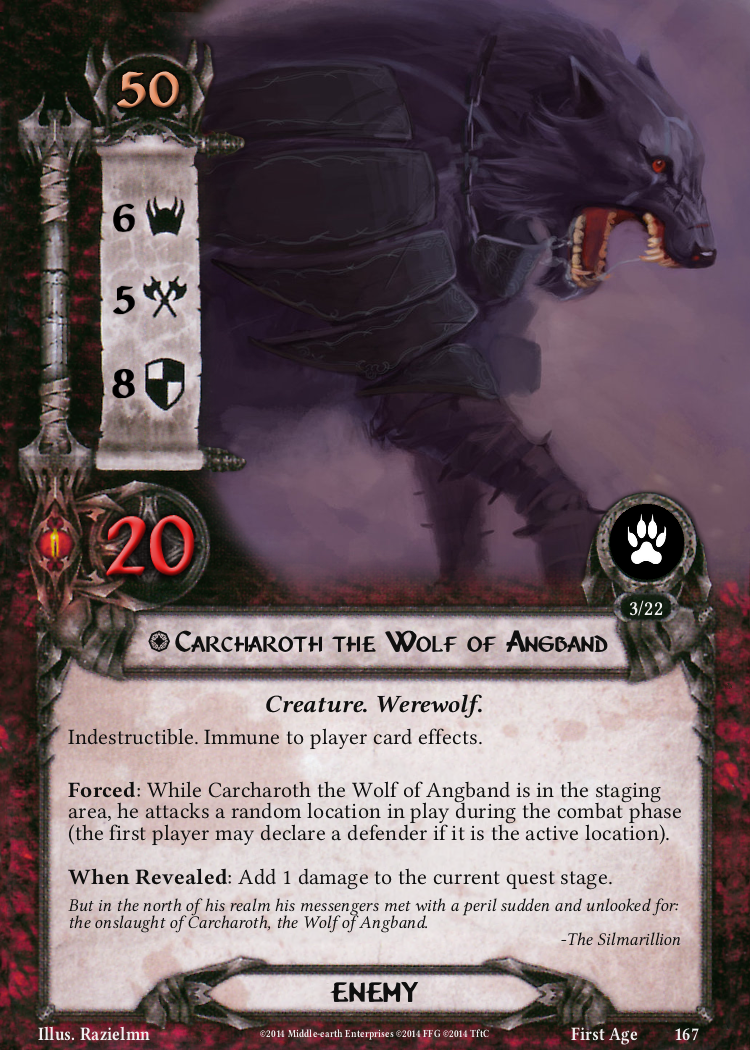 50
6
5
8
20
3/22
Carcharoth the Wolf of Angband
Creature. Werewolf.
Indestructible. Immune to player card effects.
Forced: While Carcharoth the Wolf of Angband is in the staging
area, he attacks a random location in play during the combat phase
(the first player may declare a defender if it is the active location).
When Revealed: Add 1 damage to the current quest stage.
But in the north of his realm his messengers met with a peril sudden and unlooked for:
the onslaught of Carcharoth, the Wolf of Angband.
-The Silmarillion
ENEMY
Illus. Razielmn
©2014 Middle-earth Enterprises ©2014 FFG ©2014 TftC
First Age
167